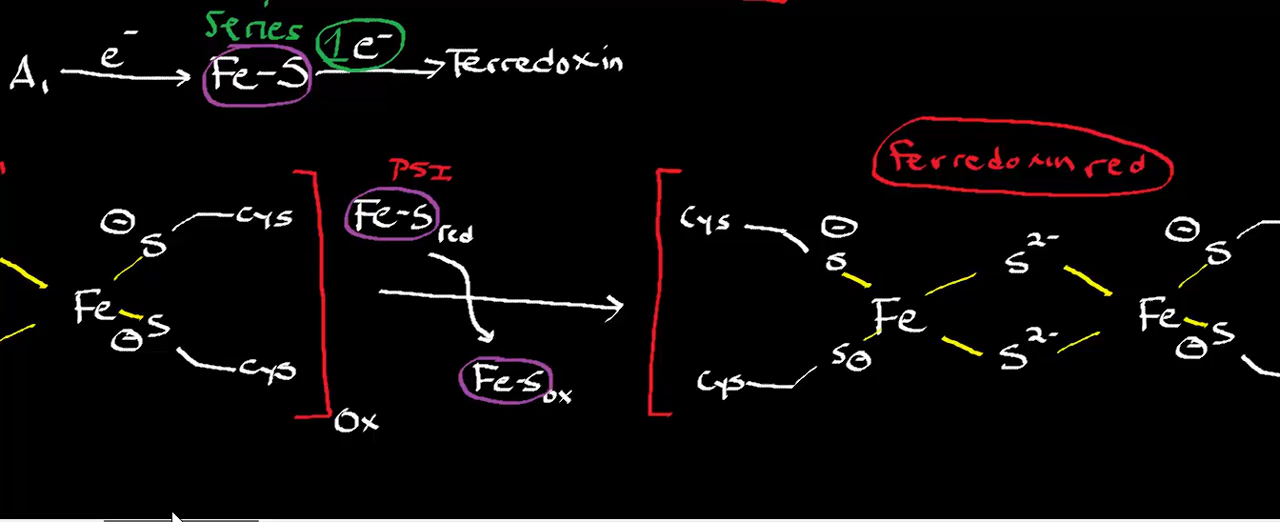 Series
A₁ e⁻ Fe-S 1e⁻ Ferredoxin
Ferredoxin red
PSI
Fe-S red
⊖ S Cys
Fe
⊖ S Cys
Ox
Fe-S ox
Cys ⊖ S S²⁻ ⊖ S
Fe Fe
Cys S⊖ S²⁻ ⊖ S